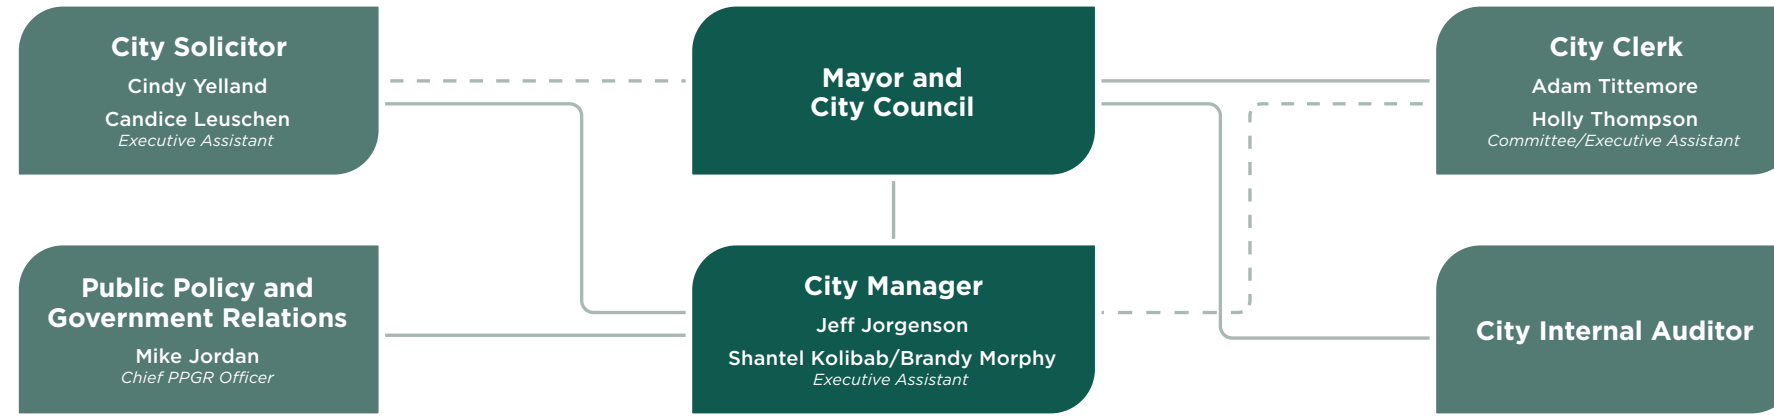 City Solicitor
Cindy Yelland
Candice Leuschen
Executive Assistant
Mayor and
City Council
City Clerk
Adam Tittemore
Holly Thompson
Committee/Executive Assistant
Public Policy and
Government Relations
Mike Jordan
Chief PPGR Officer
City Manager
Jeff Jorgenson
Shantel Kolibab/Brandy Morphy
Executive Assistant
City Internal Auditor